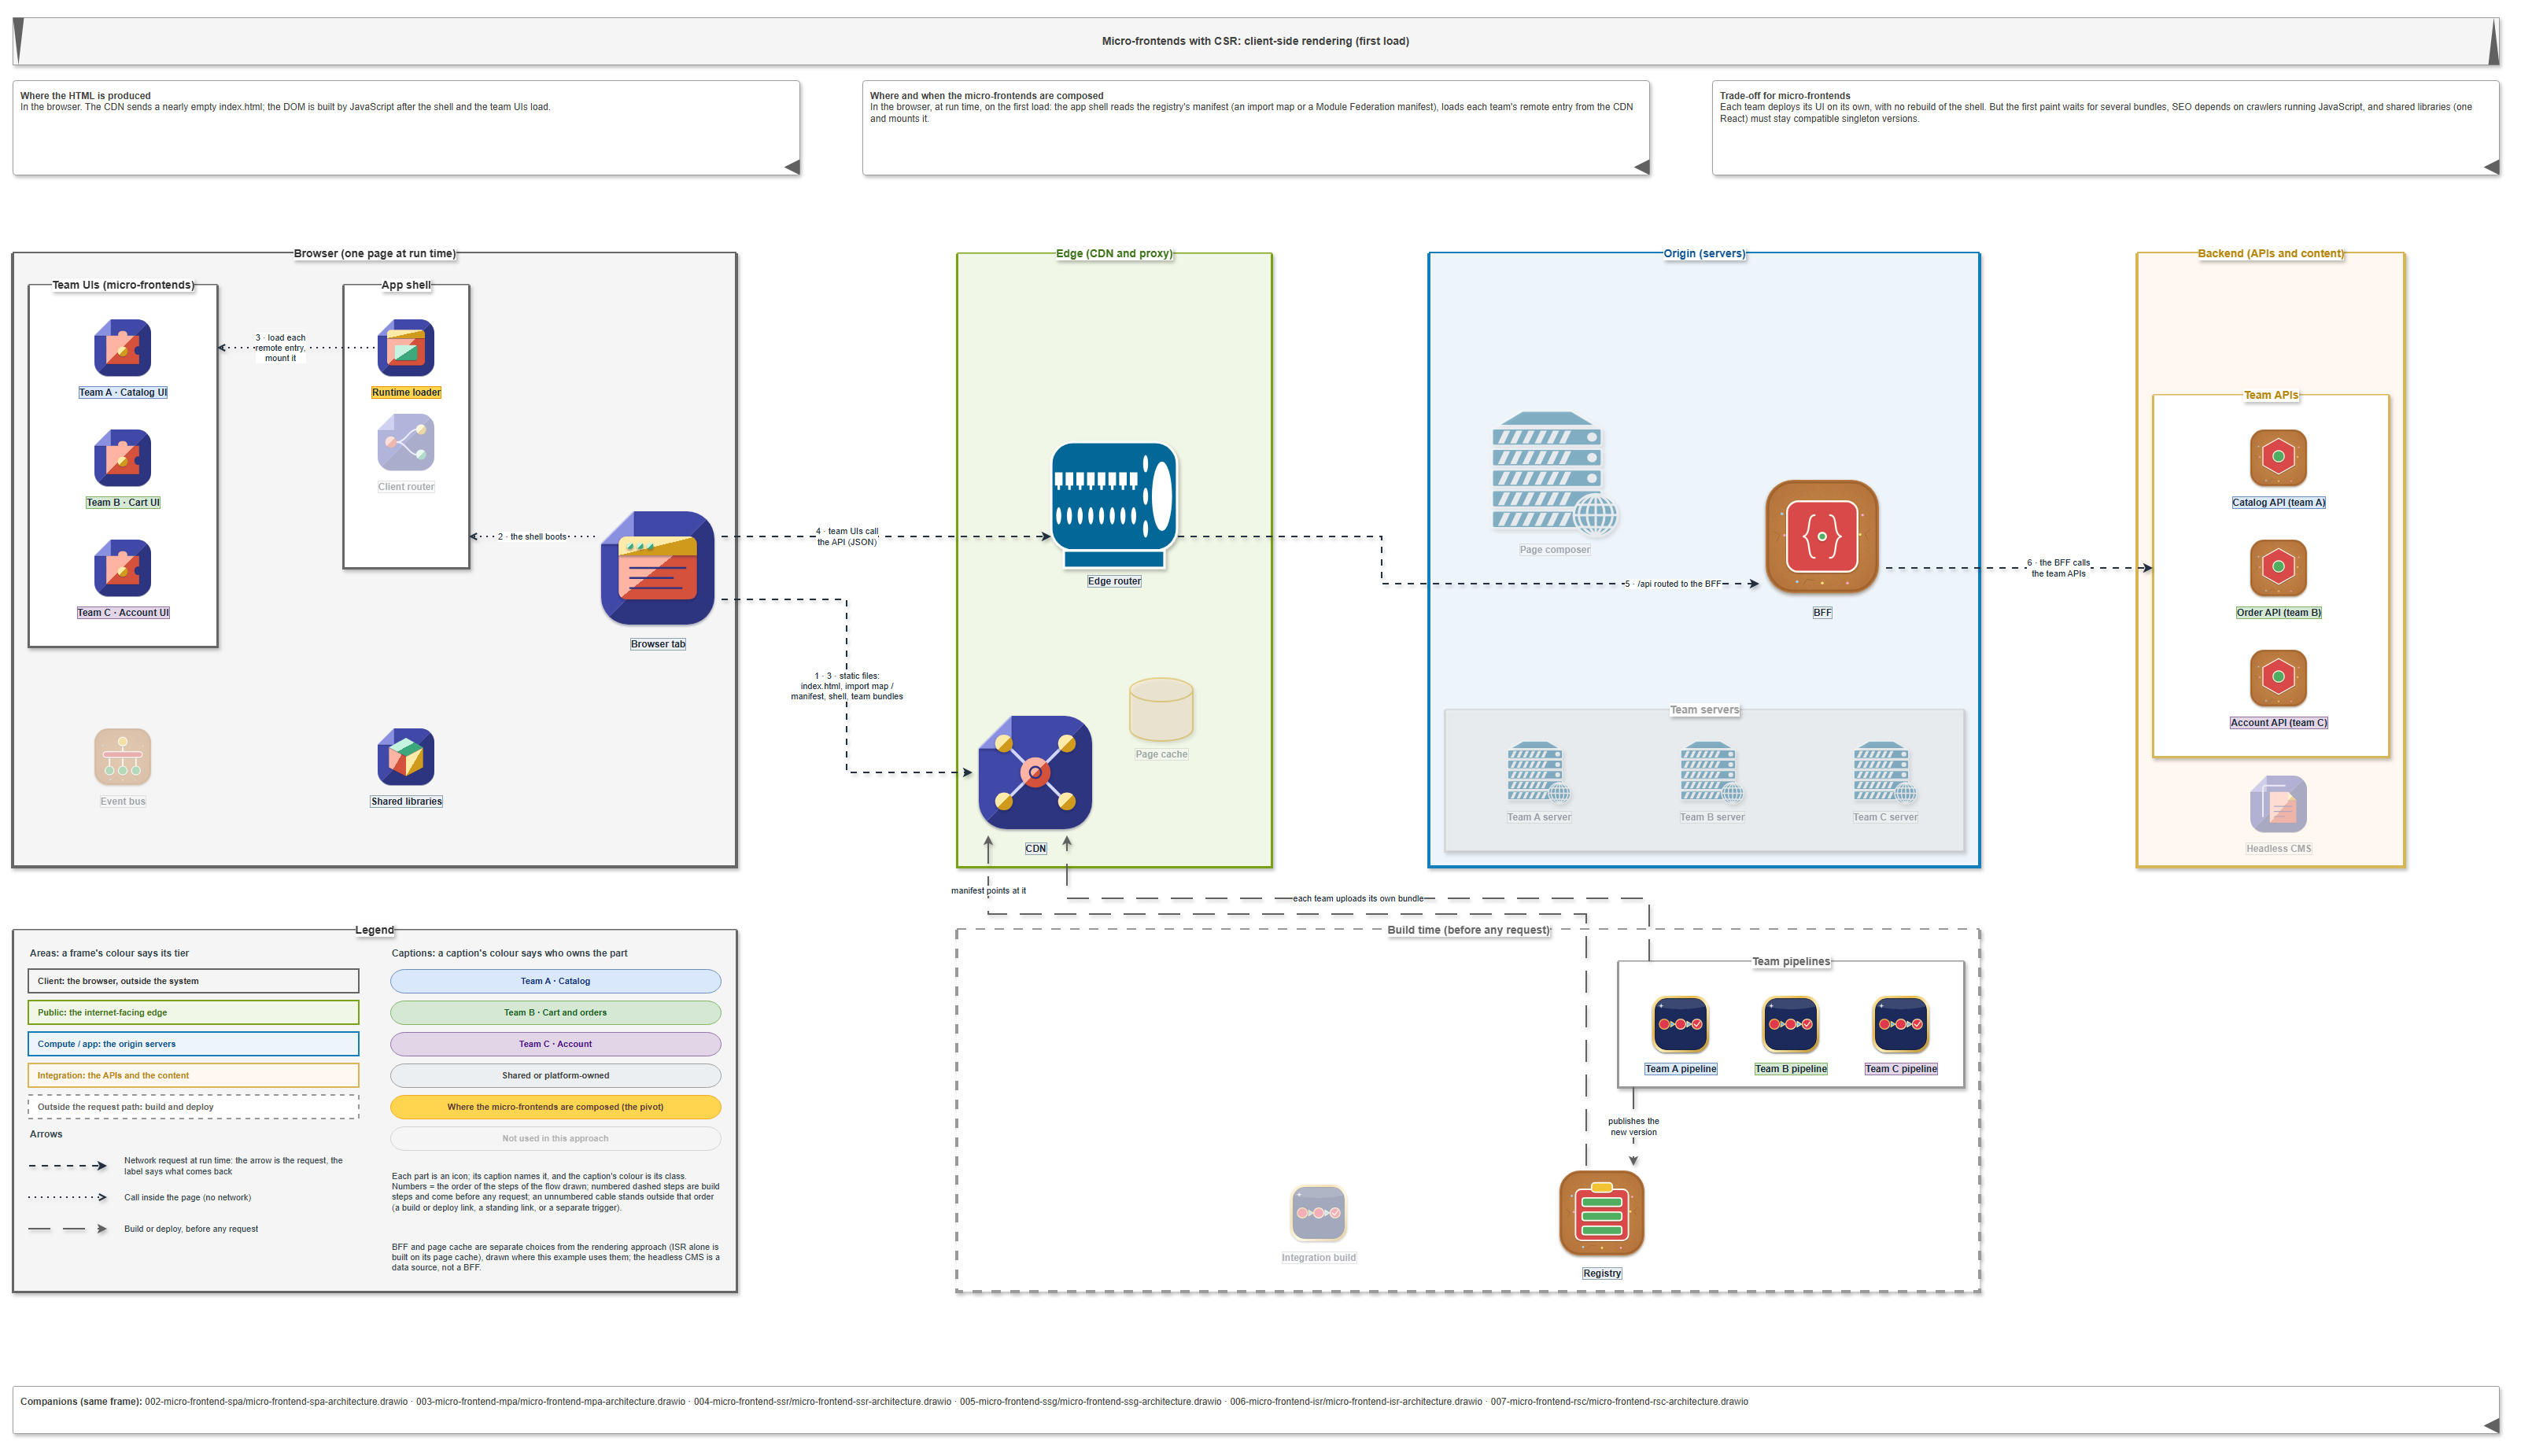 Micro-frontends with CSR: client-side rendering (first load)
Where the HTML is produced
In the browser. The CDN sends a nearly empty index.html; the DOM is built by JavaScript after the shell and the team UIs load.
Where and when the micro-frontends are composed
In the browser, at run time, on the first load: the app shell reads the registry's manifest (an import map or a Module Federation manifest), loads each team's remote entry from the CDN
and mounts it.
Trade-off for micro-frontends
Each team deploys its UI on its own, with no rebuild of the shell. But the first paint waits for several bundles, SEO depends on crawlers running JavaScript, and shared libraries (one
React) must stay compatible singleton versions.
Browser (one page at run time)
Team UIs (micro-frontends)
Team A · Catalog UI
Team B · Cart UI
Team C · Account UI
3 · load each
remote entry,
mount it
App shell
Runtime loader
Client router
2 · the shell boots
Browser tab
Event bus
Shared libraries
4 · team UIs call
the API (JSON)
1 · 3 · static files:
index.html, import map /
manifest, shell, team bundles
Edge (CDN and proxy)
Edge router
Page cache
CDN
Origin (servers)
Page composer
5 · /api routed to the BFF
BFF
Team servers
Team A server
Team B server
Team C server
6 · the BFF calls
the team APIs
Backend (APIs and content)
Team APIs
Catalog API (team A)
Order API (team B)
Account API (team C)
Headless CMS
manifest points at it
each team uploads its own bundle
Build time (before any request)
Team pipelines
Team A pipeline
Team B pipeline
Team C pipeline
publishes the
new version
Integration build
Registry
Legend
Areas: a frame's colour says its tier
Client: the browser, outside the system
Public: the internet-facing edge
Compute / app: the origin servers
Integration: the APIs and the content
Outside the request path: build and deploy
Arrows
Network request at run time: the arrow is the request, the
label says what comes back
Call inside the page (no network)
Build or deploy, before any request
Captions: a caption's colour says who owns the part
Team A · Catalog
Team B · Cart and orders
Team C · Account
Shared or platform-owned
Where the micro-frontends are composed (the pivot)
Not used in this approach
Each part is an icon; its caption names it, and the caption's colour is its class.
Numbers = the order of the steps of the flow drawn; numbered dashed steps are build
steps and come before any request; an unnumbered cable stands outside that order
(a build or deploy link, a standing link, or a separate trigger).
BFF and page cache are separate choices from the rendering approach (ISR alone is
built on its page cache), drawn where this example uses them; the headless CMS is a
data source, not a BFF.
Companions (same frame): 002-micro-frontend-spa/micro-frontend-spa-architecture.drawio · 003-micro-frontend-mpa/micro-frontend-mpa-architecture.drawio · 004-micro-frontend-ssr/micro-frontend-ssr-architecture.drawio · 005-micro-frontend-ssg/micro-frontend-ssg-architecture.drawio · 006-micro-frontend-isr/micro-frontend-isr-architecture.drawio · 007-micro-frontend-rsc/micro-frontend-rsc-architecture.drawio